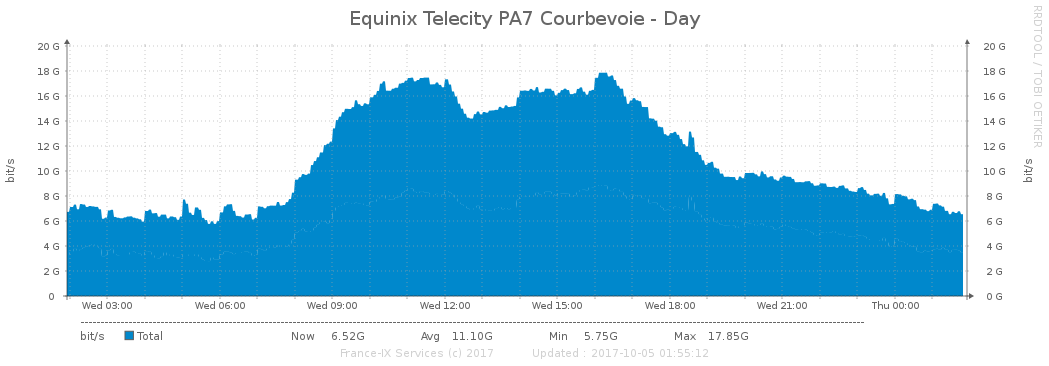 Equinix Telecity PA7 Courbevoie - Day
RRDTOOL / TOBI OETIKER
bit/s
20 G 20 G
18 G 18 G
16 G 16 G
14 G 14 G
12 G 12 G
10 G 10 G
8 G 8 G
6 G 6 G
4 G 4 G
2 G 2 G
0 0 G
bit/s
Wed 03:00 Wed 06:00 Wed 09:00 Wed 12:00 Wed 15:00 Wed 18:00 Wed 21:00 Thu 00:00
bit/s Total Now 6.52G Avg 11.10G Min 5.75G Max 17.85G
France-IX Services (c) 2017 Updated : 2017-10-05 01:55:12